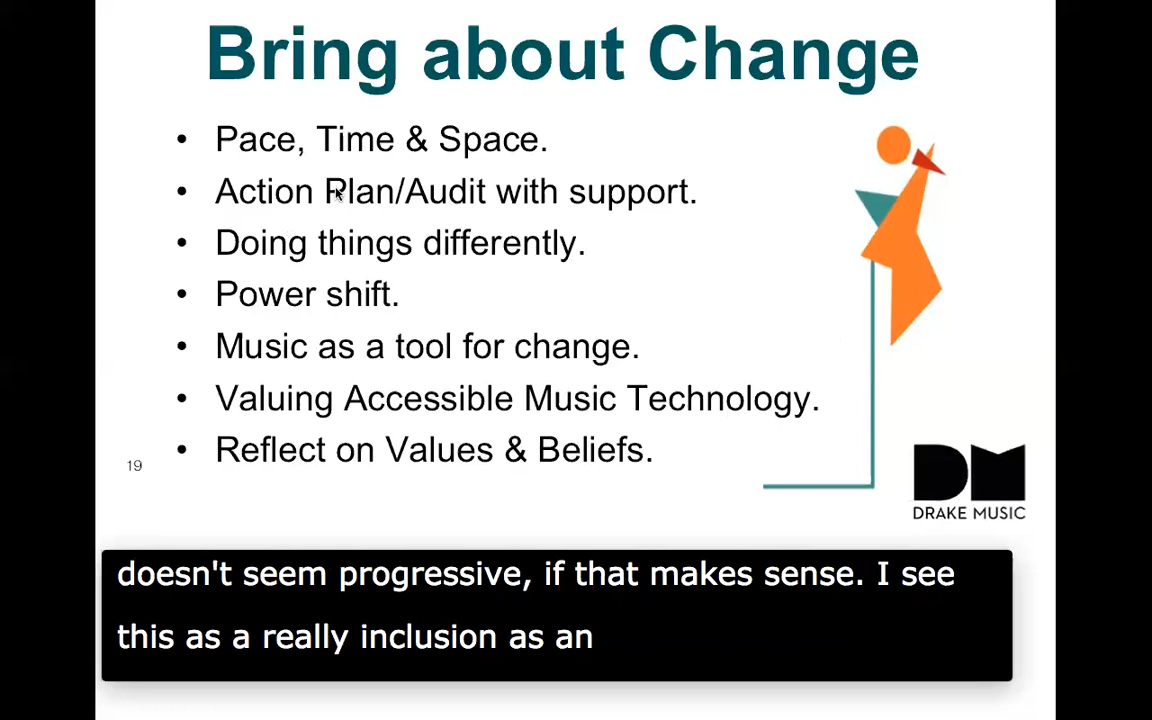 Bring about Change
• Pace, Time & Space.
• Action Plan/Audit with support.
• Doing things differently.
• Power shift.
• Music as a tool for change.
• Valuing Accessible Music Technology.
• Reflect on Values & Beliefs.
19
DM
DRAKE MUSIC
doesn't seem progressive, if that makes sense. I see
this as a really inclusion as an